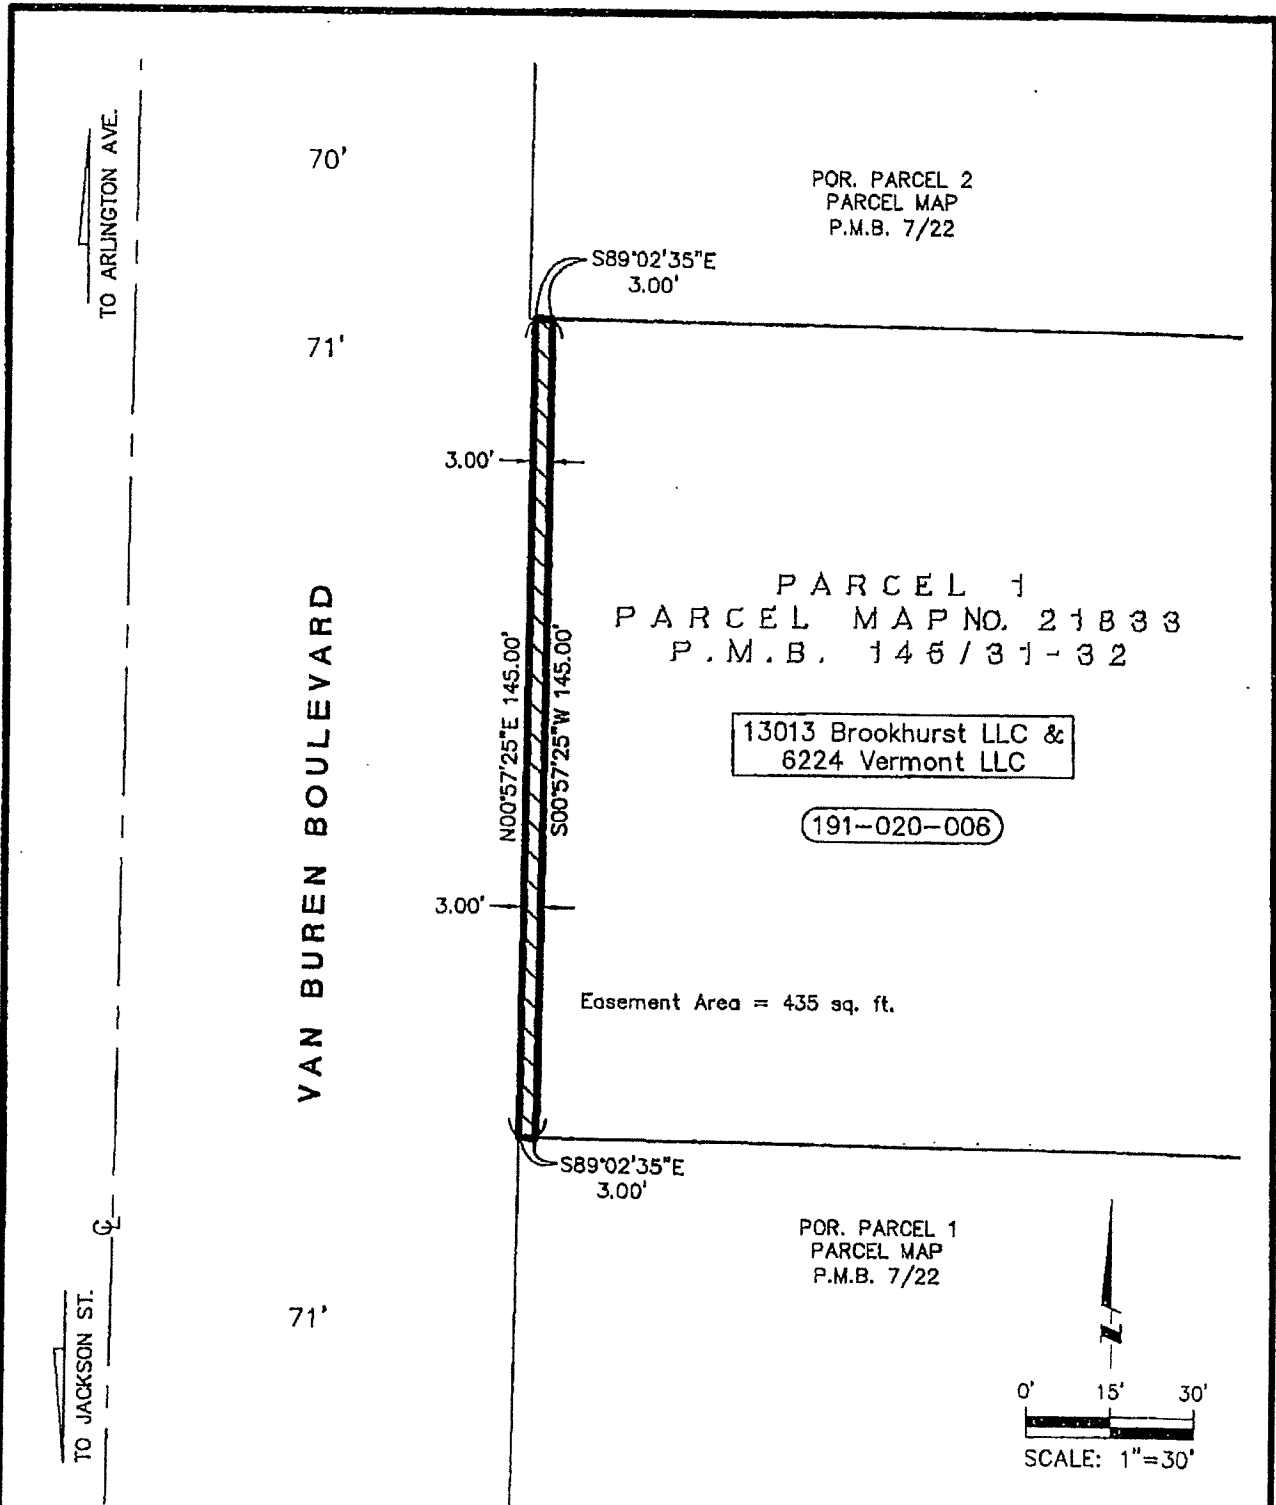 TO ARLINGTON AVE.
70'
POR. PARCEL 2
PARCEL MAP
P.M.B. 7/22
S89°02'35"E
3.00'
71'
3.00'
VAN BUREN BOULEVARD
N00°57'25"E 145.00'
S00°57'25"W 145.00'
PARCEL 1
PARCEL MAP NO. 21833
P.M.B. 146/31-32
13013 Brookhurst LLC &
6224 Vermont LLC
191-020-006
3.00'
Easement Area = 435 sq. ft.
S89°02'35"E
3.00'
POR. PARCEL 1
PARCEL MAP
P.M.B. 7/22
℄
71'
TO JACKSON ST.
N
0' 15' 30'
SCALE: 1"=30'